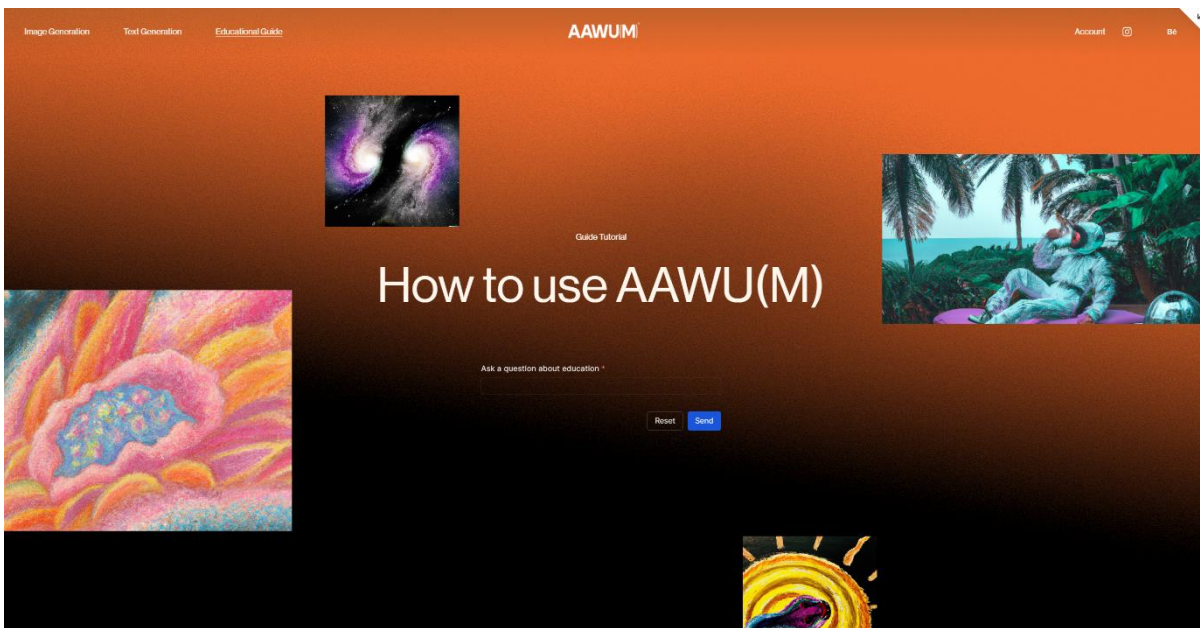 Image Generation
Text Generation
Educational Guide
AAWU(M)
Account
Bē
Guide Tutorial
How to use AAWU(M)
Ask a question about education *
Reset
Send